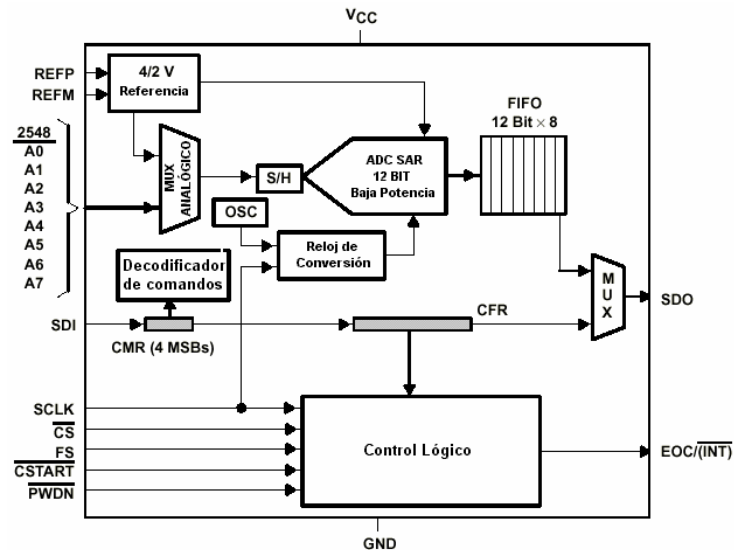 VCC
REFP
REFM
4/2 V
Referencia
FIFO
12 Bit × 8
2548
A0
A1
A2
A3
A4
A5
A6
A7
MUX
ANALÓGICO
S/H
ADC SAR
12 BIT
Baja Potencia
OSC
Reloj de
Conversión
Decodificador
de comandos
MUX
SDO
SDI
CMR (4 MSBs)
CFR
SCLK
CS
FS
CSTART
PWDN
Control Lógico
EOC/(INT)
GND